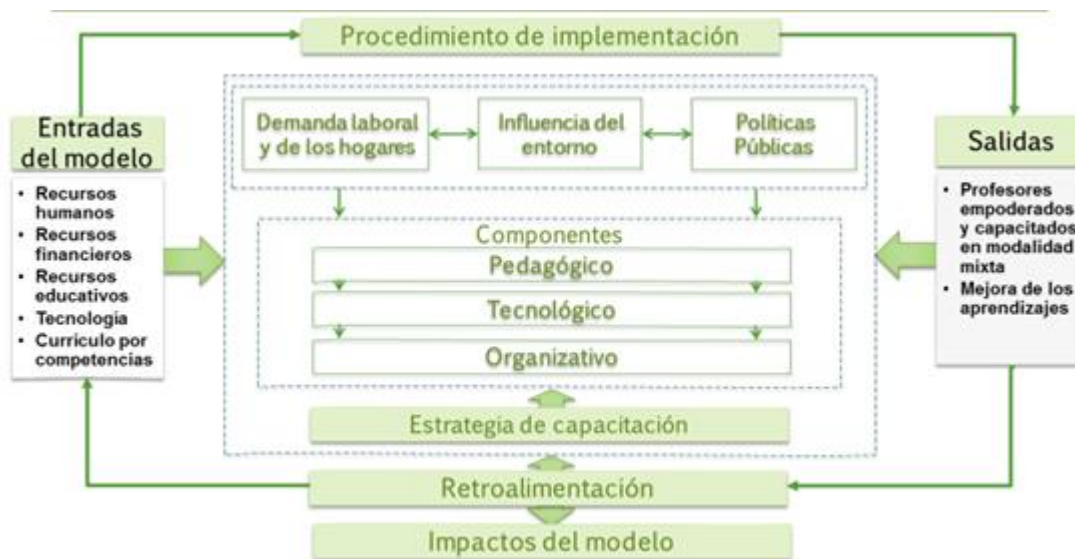 Procedimiento de implementación
Entradas
del modelo
• Recursos
humanos
• Recursos
financieros
• Recursos
educativos
• Tecnología
• Currículo por
competencias
Demanda laboral
y de los hogares
Influencia del
entorno
Políticas
Públicas
Componentes
Pedagógico
Tecnológico
Organizativo
Estrategia de capacitación
Salidas
• Profesores
empoderados
y capacitados
en modalidad
mixta
• Mejora de los
aprendizajes
Retroalimentación
Impactos del modelo